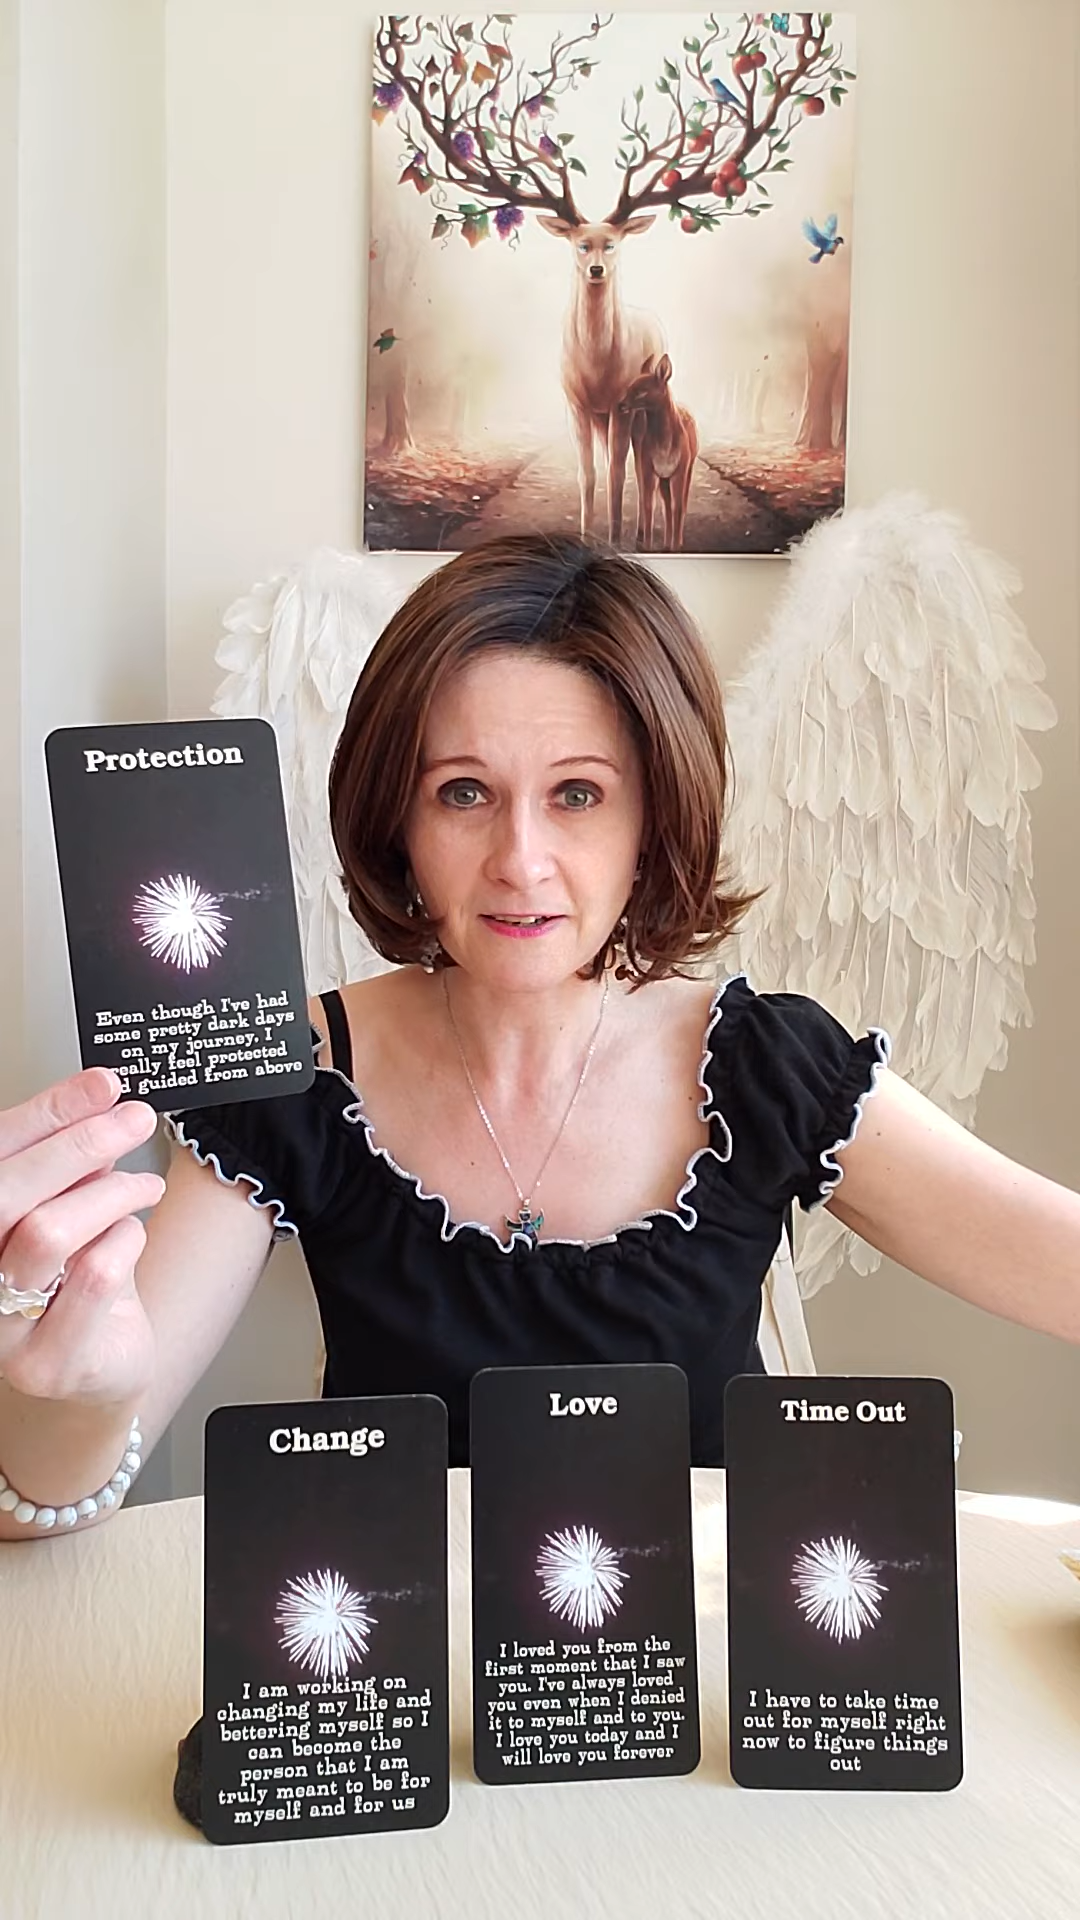 Protection
Even though I've had
some pretty dark days
on my journey. I
really feel protected
guided from above
Change
I am working on
changing my life and
bettering myself so I
can become the
person that I am
truly meant to be for
myself and for us
Love
I loved you from the
first moment that I saw
you. I've always loved
you even when I denied
it to myself and to you.
I love you today and I
will love you forever
Time Out
I have to take time
out for myself right
now to figure things
out